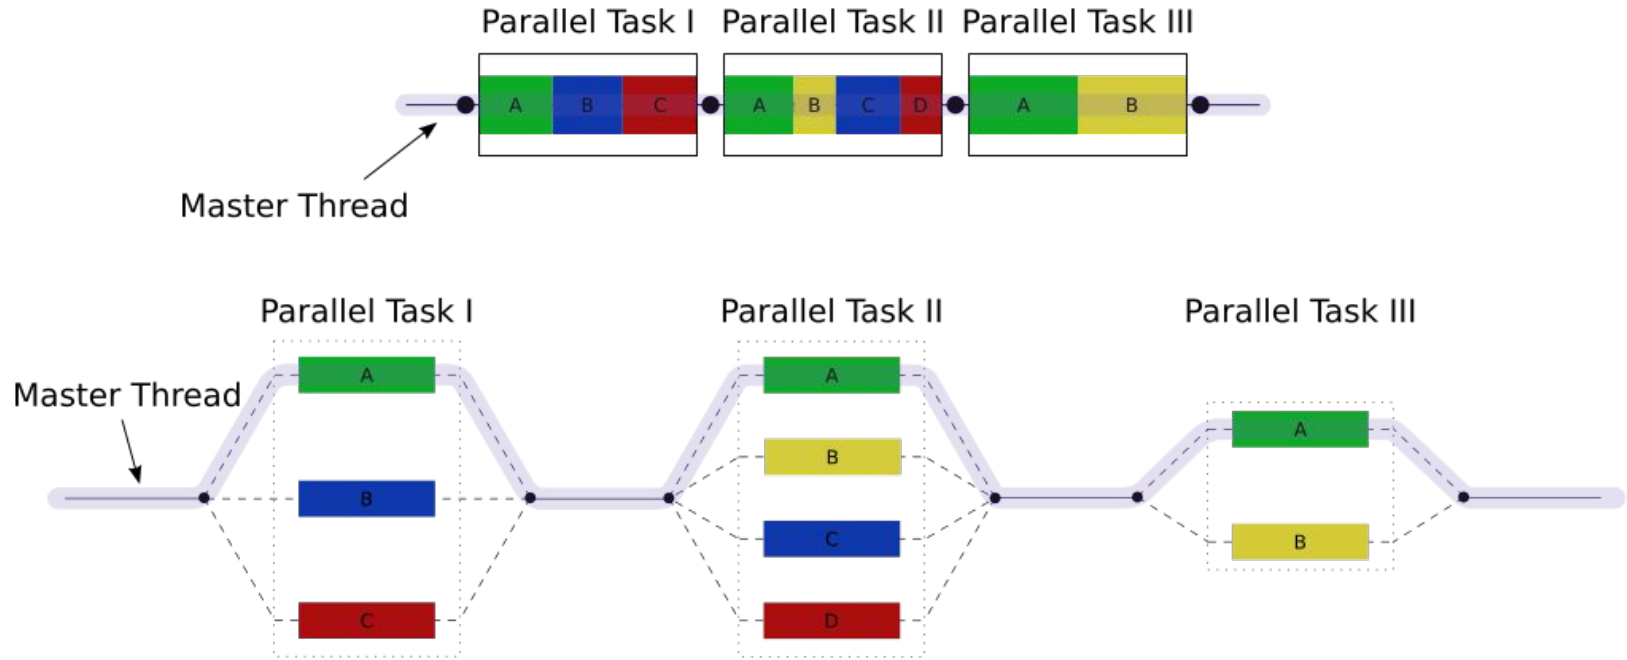 Parallel Task I Parallel Task II Parallel Task III
A B C A B C D A B
Master Thread
Parallel Task I Parallel Task II Parallel Task III
A A
Master Thread
A
B
B
C
B
C D